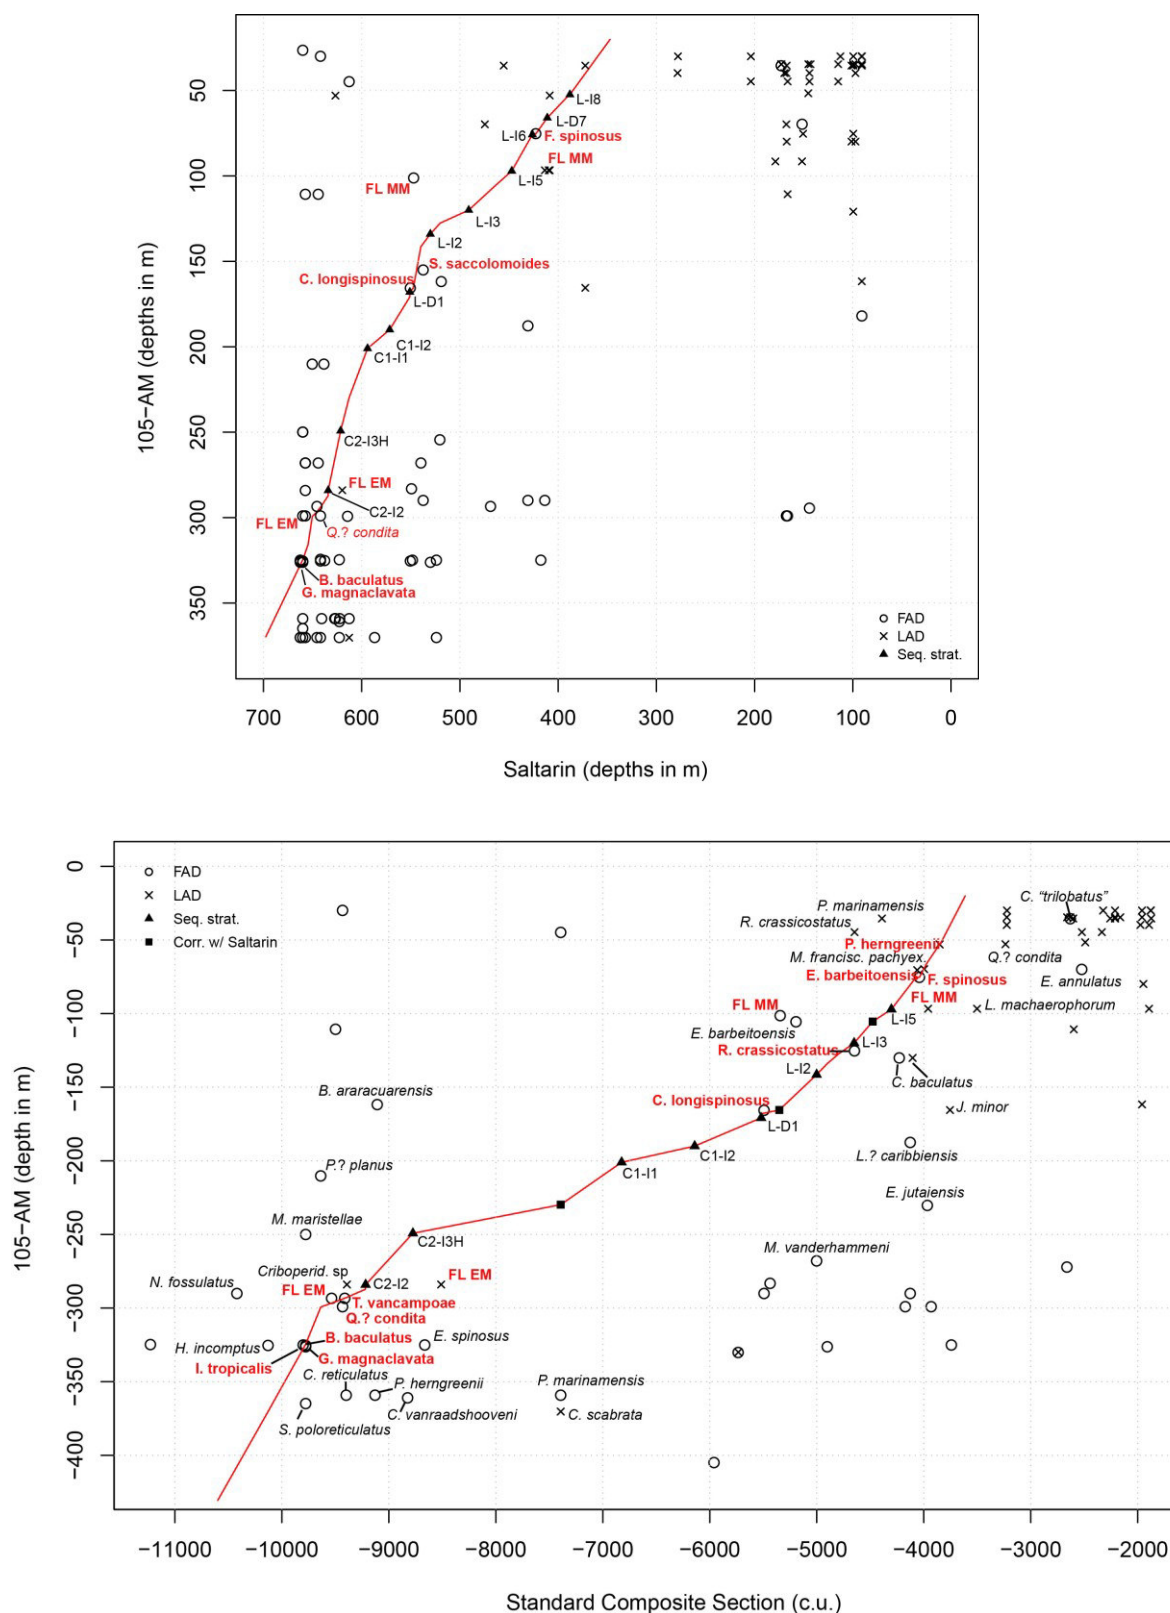 50
100
150
200
250
300
350
105−AM (depths in m)
L-I8
L-D7
L-I6
F. spinosus
FL MM
L-I5
FL MM
L-I3
L-I2
S. saccolomoides
C. longispinosus
L-D1
C1-I2
C1-I1
C2-I3H
FL EM
C2-I2
FL EM
Q.? condita
B. baculatus
G. magnaclavata
FAD
LAD
Seq. strat.
700 600 500 400 300 200 100 0
Saltarin (depths in m)
0
−50
−100
−150
−200
−250
−300
−350
−400
105−AM (depth in m)
FAD
LAD
Seq. strat.
Corr. w/ Saltarin
C. “trilobatus”
P. marinamensis
R. crassicostatus
P. herngreenii
M. francisc. pachyex.
Q.? condita
E. barbeitoensis
F. spinosus
E. annulatus
FL MM
FL MM
L. machaerophorum
L-I5
E. barbeitoensis
R. crassicostatus
L-I3
L-I2
C. baculatus
B. araracuarensis
C. longispinosus
J. minor
L-D1
C1-I2
L.? caribbiensis
P.? planus
C1-I1
E. jutaiensis
M. maristellae
C2-I3H
M. vanderhammeni
N. fossulatus
Criboperid. sp
FL EM
C2-I2
FL EM
T. vancampoae
Q.? condita
H. incomptus
B. baculatus
E. spinosus
I. tropicalis
G. magnaclavata
C. reticulatus
P. herngreenii
P. marinamensis
S. poloreticulatus
C. vanraadshooveni
C. scabrata
−11000 −10000 −9000 −8000 −7000 −6000 −5000 −4000 −3000 −2000
Standard Composite Section (c.u.)